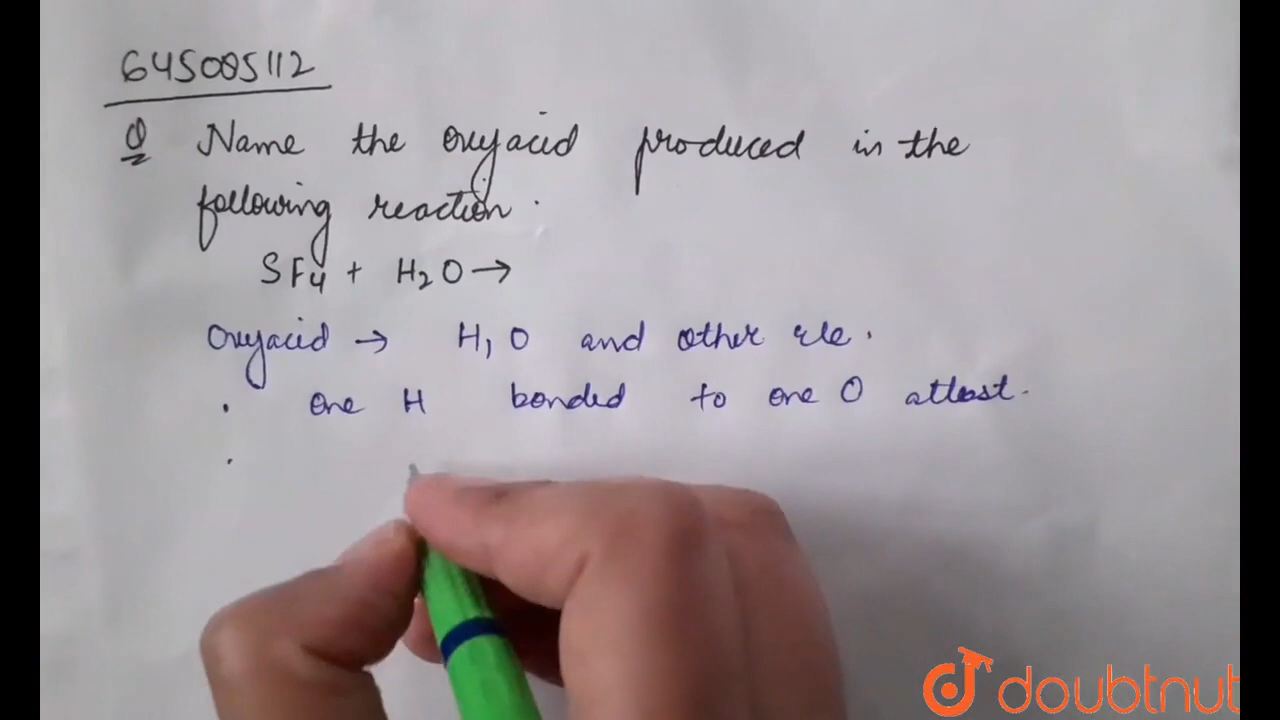 645085112
Q Name the oxyacid produced in the
following reaction.
SF4 + H2O →
Oxyacid → H, O and other ele.
. one H bonded to one O atleast.
.
doubtnut